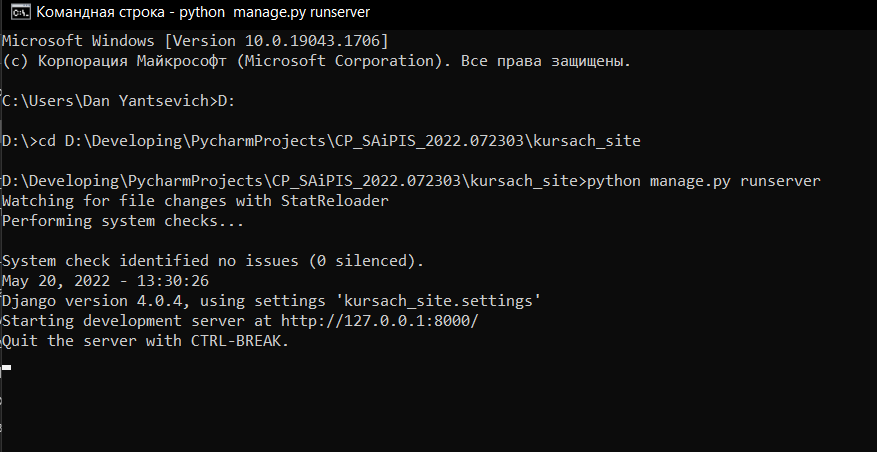 Командная строка - python manage.py runserver
Microsoft Windows [Version 10.0.19043.1706]
(c) Корпорация Майкрософт (Microsoft Corporation). Все права защищены.
C:\Users\Dan Yantsevich>D:
D:\>cd D:\Developing\PycharmProjects\CP_SAiPIS_2022.072303\kursach_site
D:\Developing\PycharmProjects\CP_SAiPIS_2022.072303\kursach_site>python manage.py runserver
Watching for file changes with StatReloader
Performing system checks...
System check identified no issues (0 silenced).
May 20, 2022 - 13:30:26
Django version 4.0.4, using settings 'kursach_site.settings'
Starting development server at http://127.0.0.1:8000/
Quit the server with CTRL-BREAK.